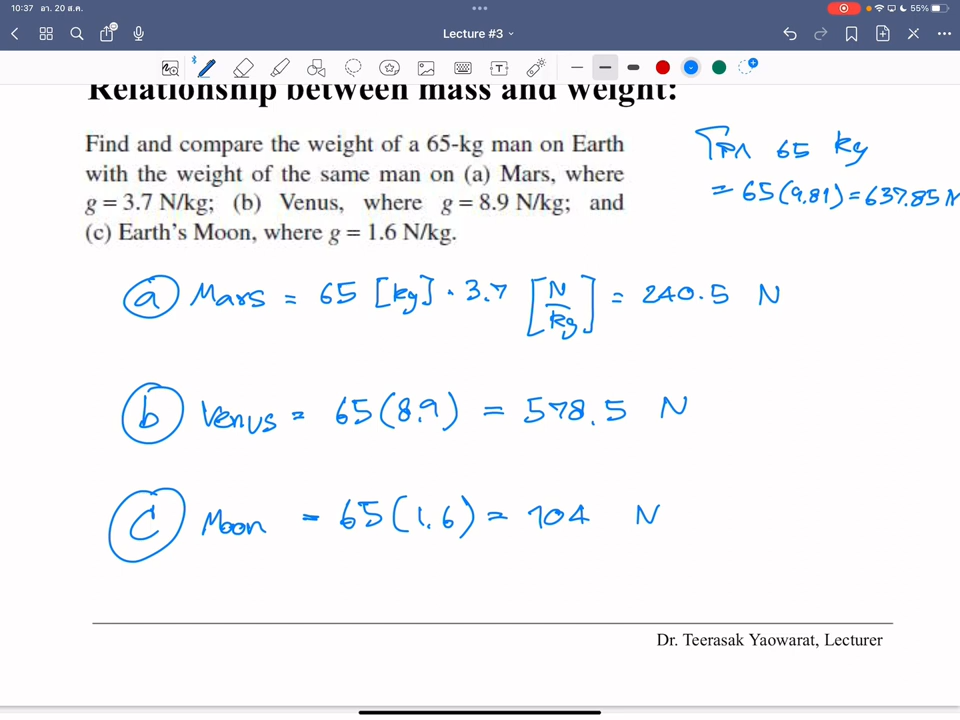 10:37 อา. 20 ส.ค.
55%
Lecture #3
Relationship between mass and weight:
Find and compare the weight of a 65-kg man on Earth
with the weight of the same man on (a) Mars, where
g = 3.7 N/kg; (b) Venus, where g = 8.9 N/kg; and
(c) Earth's Moon, where g = 1.6 N/kg.
โลก 65 kg
= 65(9.81) = 637.85 N
a Mars = 65 [kg] · 3.7 [N/kg] = 240.5 N
b Venus = 65(8.9) = 578.5 N
c Moon = 65(1.6) = 104 N
Dr. Teerasak Yaowarat, Lecturer